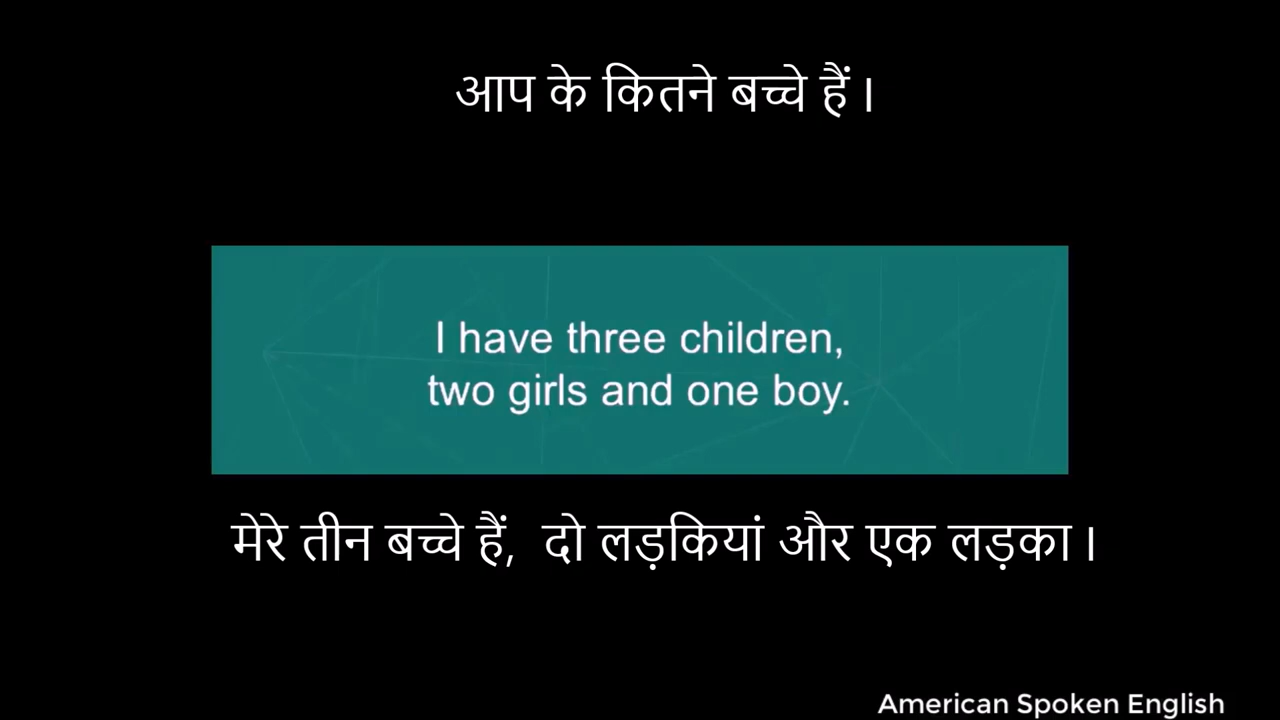 आप के कितने बच्चे हैं ।
I have three children,
two girls and one boy.
मेरे तीन बच्चे हैं, दो लड़कियां और एक लड़का ।
American Spoken English